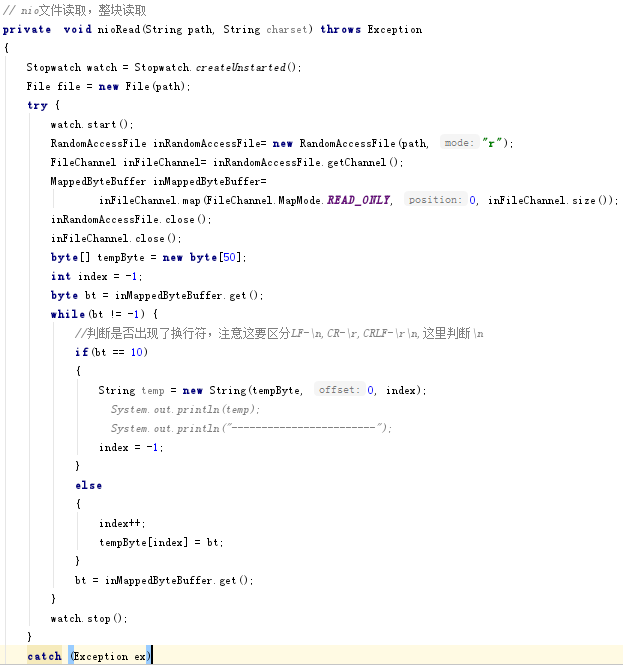 // nio文件读取，整块读取
private  void nioRead(String path, String charset) throws Exception
{
    Stopwatch watch = Stopwatch.createUnstarted();
    File file = new File(path);
    try {
        watch.start();
        RandomAccessFile inRandomAccessFile= new RandomAccessFile(path, mode: "r");
        FileChannel inFileChannel= inRandomAccessFile.getChannel();
        MappedByteBuffer inMappedByteBuffer=
                inFileChannel.map(FileChannel.MapMode.READ_ONLY, position: 0, inFileChannel.size());
        inRandomAccessFile.close();
        inFileChannel.close();
        byte[] tempByte = new byte[50];
        int index = -1;
        byte bt = inMappedByteBuffer.get();
        while(bt != -1) {
            //判断是否出现了换行符，注意这要区分LF-\n,CR-\r,CRLF-\r\n,这里判断\n
            if(bt == 10)
            {
                String temp = new String(tempByte, offset: 0, index);
                  System.out.println(temp);
                  System.out.println("------------------------");
                index = -1;
            }
            else
            {
                index++;
                tempByte[index] = bt;
            }
            bt = inMappedByteBuffer.get();
        }
        watch.stop();
    }
    catch (Exception ex)